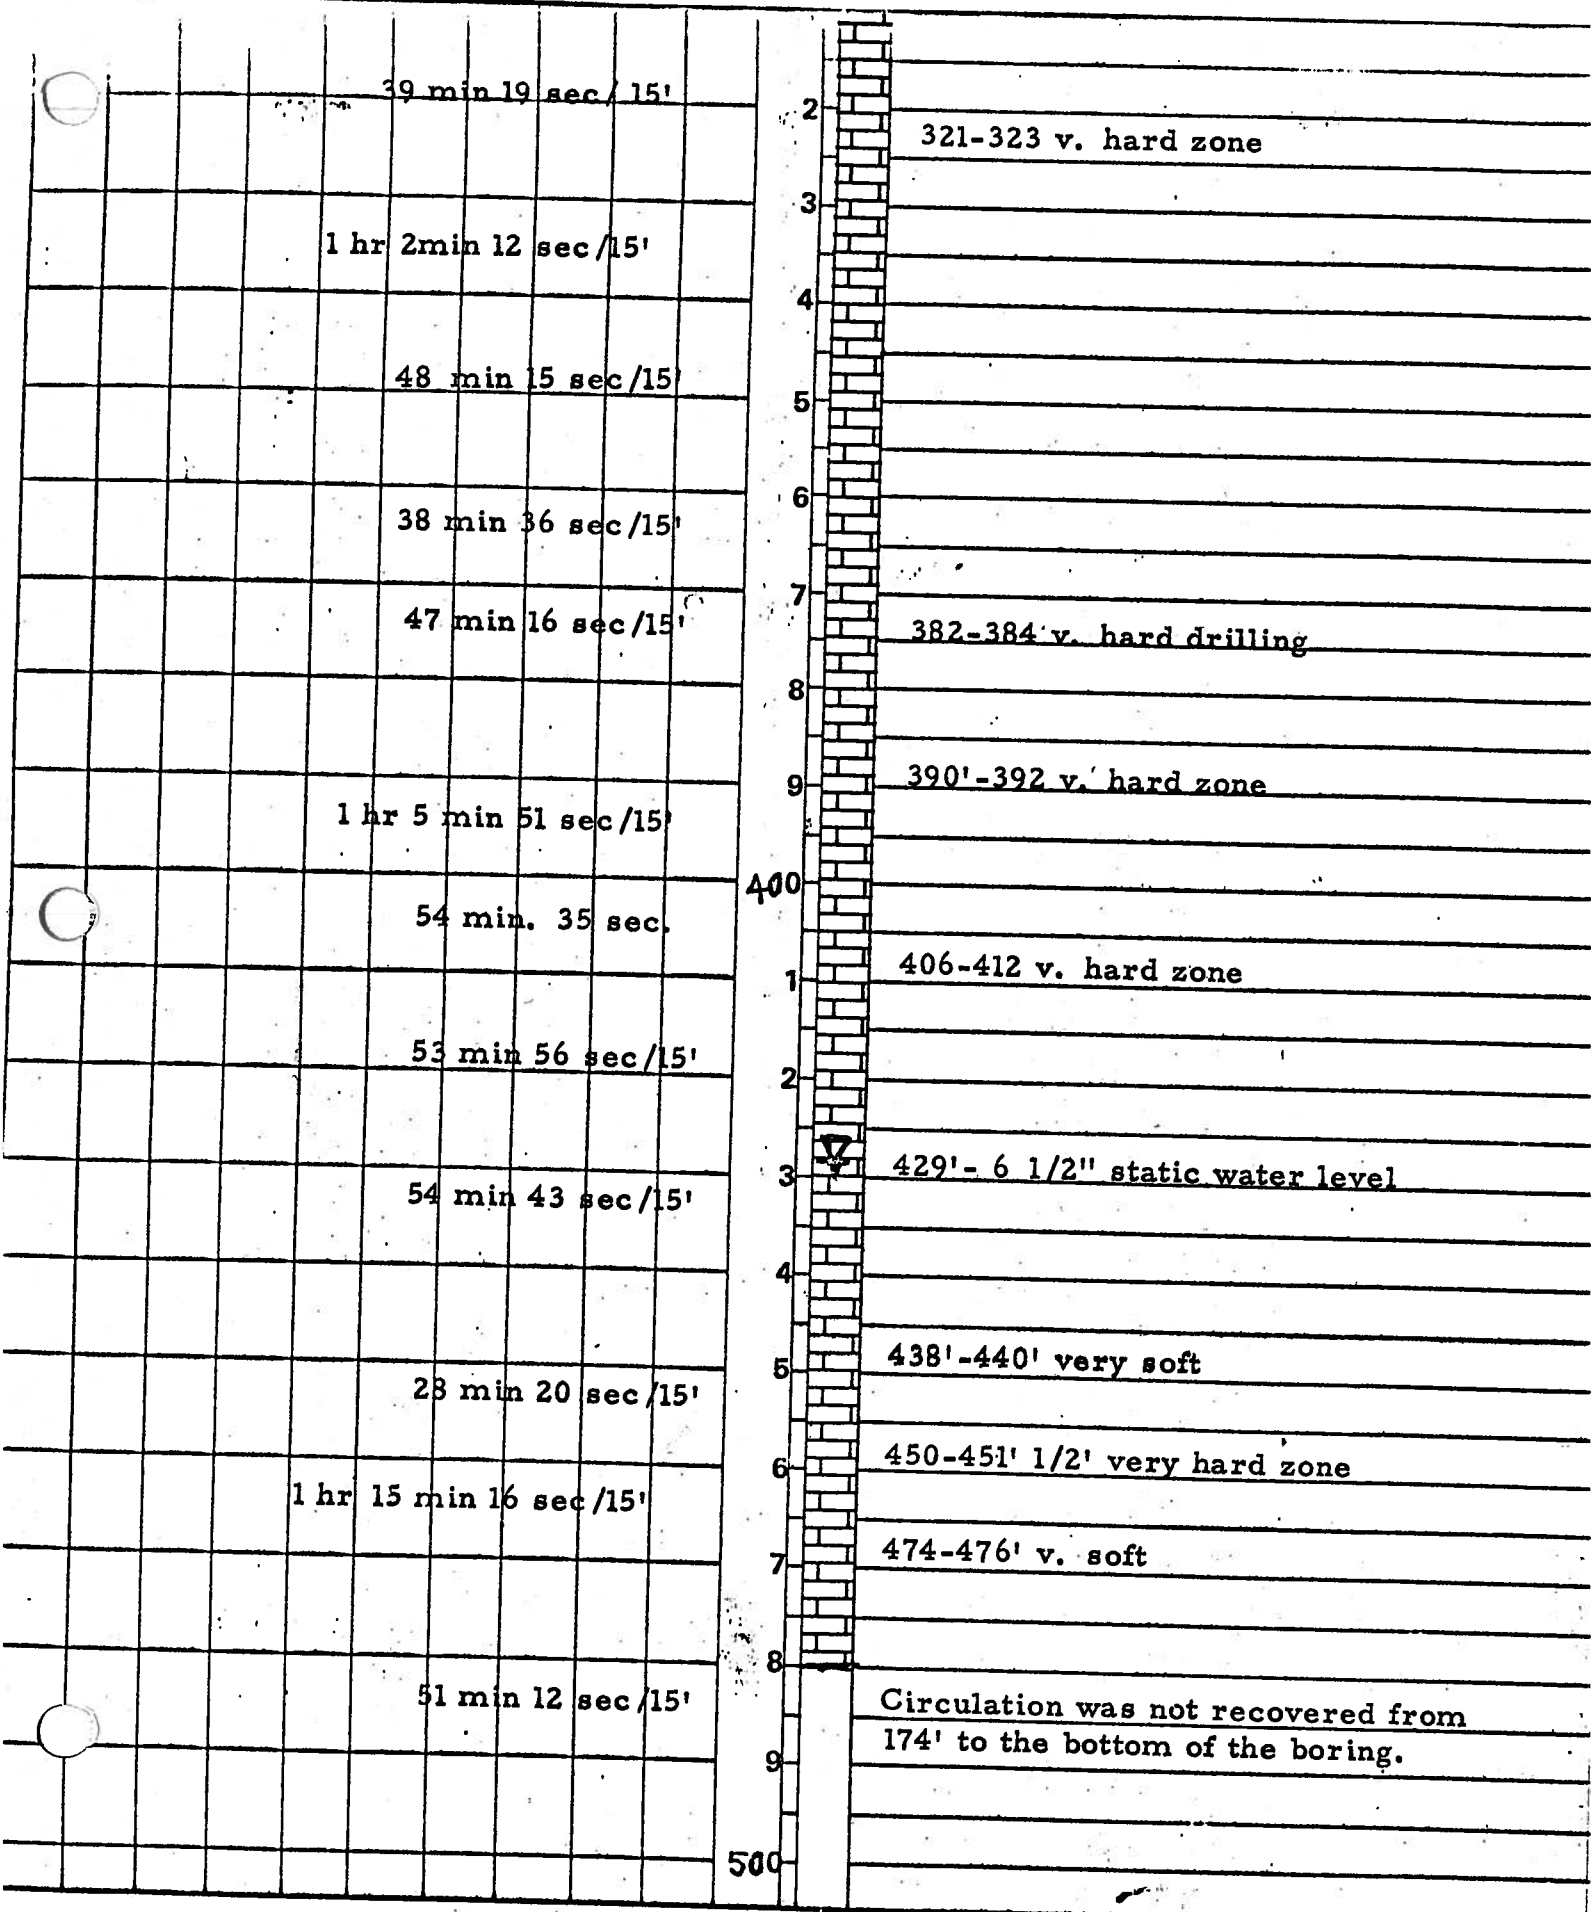 39 min 19 sec / 15'
2
321-323 v. hard zone
3
1 hr 2min 12 sec/15'
4
48 min 15 sec/15'
5
6
38 min 36 sec/15'
7
47 min 16 sec/15'
382-384 v. hard drilling
8
9
390'-392 v. hard zone
1 hr 5 min 51 sec/15'
400
54 min. 35 sec.
406-412 v. hard zone
1
53 min 56 sec/15'
2
3
429'- 6 1/2" static water level
54 min 43 sec/15'
4
438'-440' very soft
5
28 min 20 sec/15'
450-451' 1/2' very hard zone
6
1 hr 15 min 16 sec/15'
474-476' v. soft
7
8
51 min 12 sec/15'
Circulation was not recovered from
174' to the bottom of the boring.
9
500